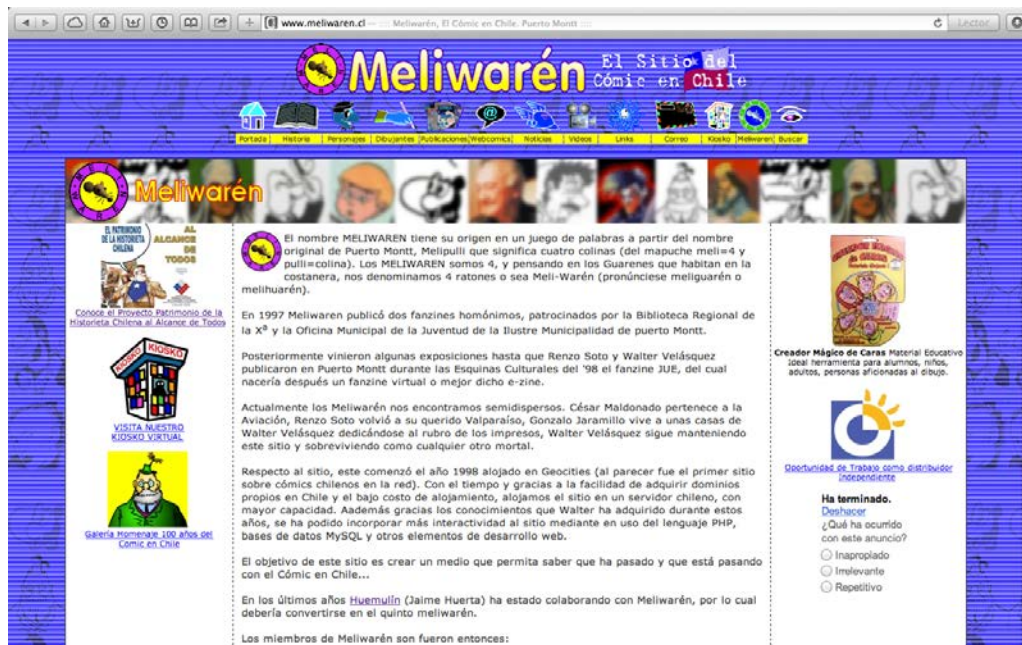 www.meliwaren.cl — ::: Meliwarén, El Cómic en Chile. Puerto Montt :::
Lector
Meliwarén
El Sitio del
Cómic en Chile
Portada Historia Personajes Dibujantes Publicaciones Webcomics Noticias Videos Links Correo Kiosko Meliwaren Buscar
Meliwarén
EL PATRIMONIO
DE LA HISTORIETA
CHILENA
AL
ALCANCE
DE
TODOS
Conoce el Proyecto Patrimonio de la
Historieta Chilena al Alcance de Todos
KIOSKO KIOSKO
VISITA NUESTRO
KIOSKO VIRTUAL
Galería Homenaje 100 años del
Comic en Chile
El nombre MELIWAREN tiene su origen en un juego de palabras a partir del nombre
original de Puerto Montt, Melipulli que significa cuatro colinas (del mapuche meli=4 y
pulli=colina). Los MELIWAREN somos 4, y pensando en los Guarenes que habitan en la
costanera, nos denominamos 4 ratones o sea Meli-Warén (pronúnciese meliguarén o
melihuarén).
En 1997 Meliwaren publicó dos fanzines homónimos, patrocinados por la Biblioteca Regional de
la Xª y la Oficina Municipal de la Juventud de la Ilustre Municipalidad de puerto Montt.
Posteriormente vinieron algunas exposiciones hasta que Renzo Soto y Walter Velásquez
publicaron en Puerto Montt durante las Esquinas Culturales del '98 el fanzine JUE, del cual
nacería después un fanzine virtual o mejor dicho e-zine.
Actualmente los Meliwarén nos encontramos semidispersos. César Maldonado pertenece a la
Aviación, Renzo Soto volvió a su querido Valparaíso, Gonzalo Jaramillo vive a unas casas de
Walter Velásquez dedicándose al rubro de los impresos, Walter Velásquez sigue manteniendo
este sitio y sobreviviendo como cualquier otro mortal.
Respecto al sitio, este comenzó el año 1998 alojado en Geocities (al parecer fue el primer sitio
sobre cómics chilenos en la red). Con el tiempo y gracias a la facilidad de adquirir dominios
propios en Chile y el bajo costo de alojamiento, alojamos el sitio en un servidor chileno, con
mayor capacidad. Aademás gracias los conocimientos que Walter ha adquirido durante estos
años, se ha podido incorporar más interactividad al sitio mediante en uso del lenguaje PHP,
bases de datos MySQL y otros elementos de desarrollo web.
El objetivo de este sitio es crear un medio que permita saber que ha pasado y que está pasando
con el Cómic en Chile...
En los últimos años Huemulín (Jaime Huerta) ha estado colaborando con Meliwarén, por lo cual
debería convertirse en el quinto meliwarén.
Los miembros de Meliwarén son fueron entonces:
Creador Mágico de Caras Material Educativo
Ideal herramienta para alumnos, niños,
adultos, personas aficionadas al dibujo.
Oportunidad de Trabajo como distribuidor
Independiente
Ha terminado.
Deshacer
¿Qué ha ocurrido
con este anuncio?
Inapropiado
Irrelevante
Repetitivo